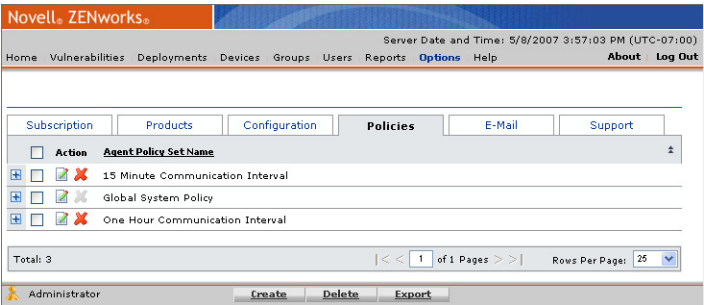 Novell® ZENworks®
Server Date and Time: 5/8/2007 3:57:03 PM (UTC-07:00)
Home Vulnerabilities Deployments Devices Groups Users Reports Options Help About Log Out
Subscription Products Configuration Policies E-Mail Support
Action Agent Policy Set Name
15 Minute Communication Interval
Global System Policy
One Hour Communication Interval
Total: 3 |< < 1 of 1 Pages > >| Rows Per Page: 25
Administrator Create Delete Export